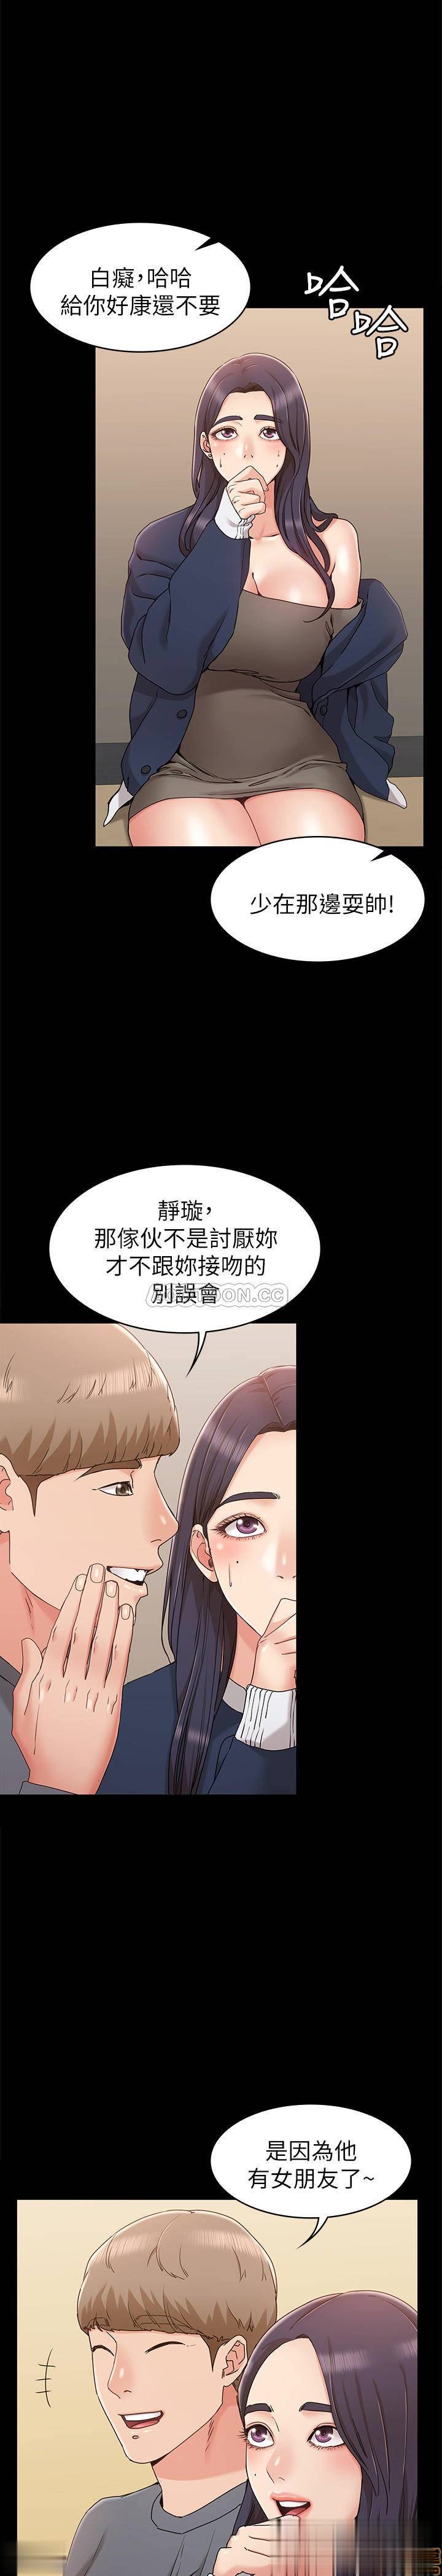 白癡，哈哈
給你好康還不要
哈
哈
少在那邊耍帥!
靜璇，
那傢伙不是討厭妳
才不跟妳接吻的
別誤會
是因為他
有女朋友了~